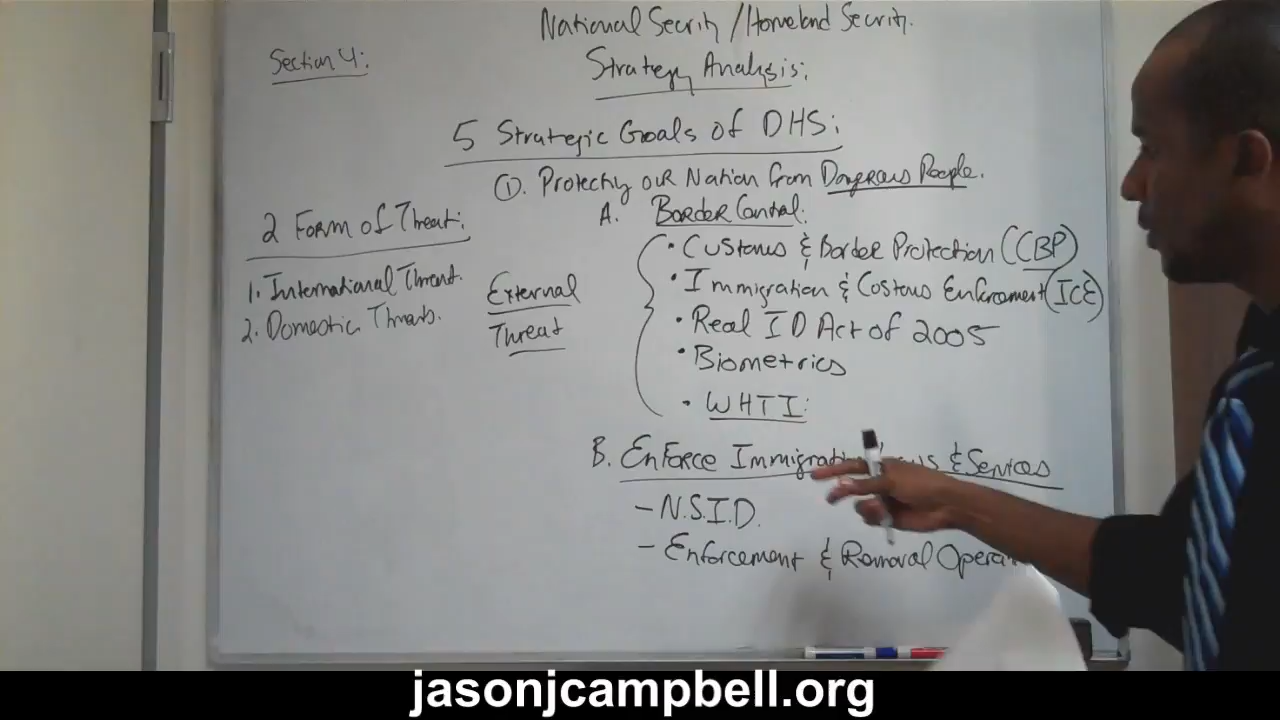 National Security / Homeland Security.
Section 4:
Strategy Analysis:
5 Strategic Goals of DHS:
①. Protecting our Nation from Dangerous People.
2 Form of Threat:
1. International Threat.
2. Domestic Threats.
External
Threat
A. Border Control:
• Customs & Border Protection (CBP)
• Immigration & Costoms Enforcement (ICE)
• Real ID Act of 2005
• Biometrics
• WHTI:
B. Enforce Immigration & Services
- N.S.I.D.
- Enforcement & Removal
jasonjcampbell.org